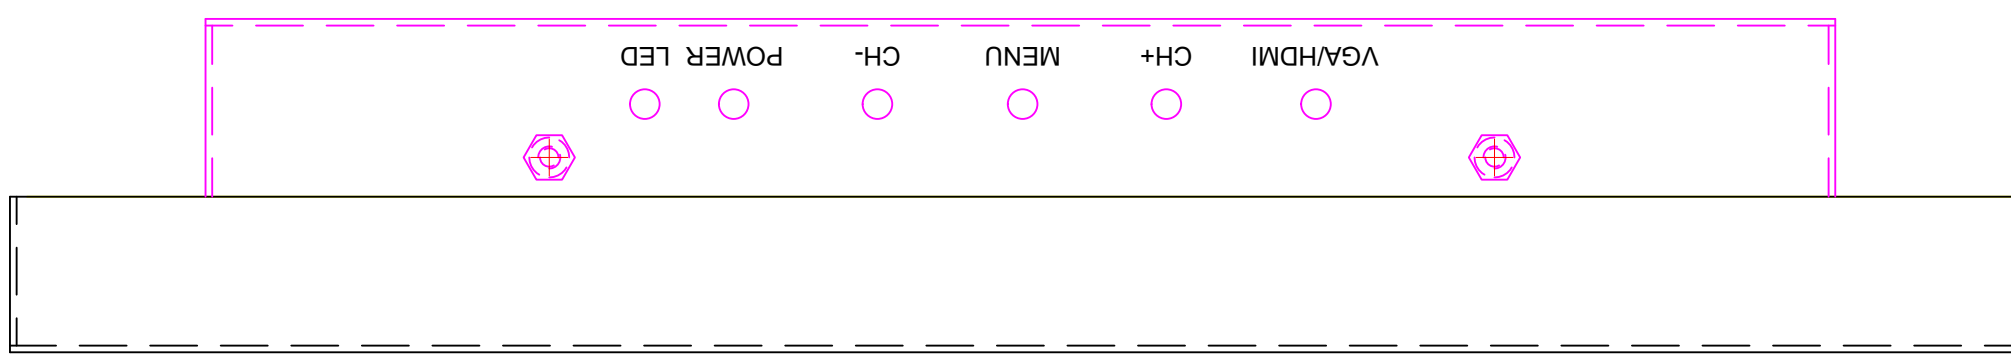 VGA/HDMI CH+ MENU CH- POWER LED